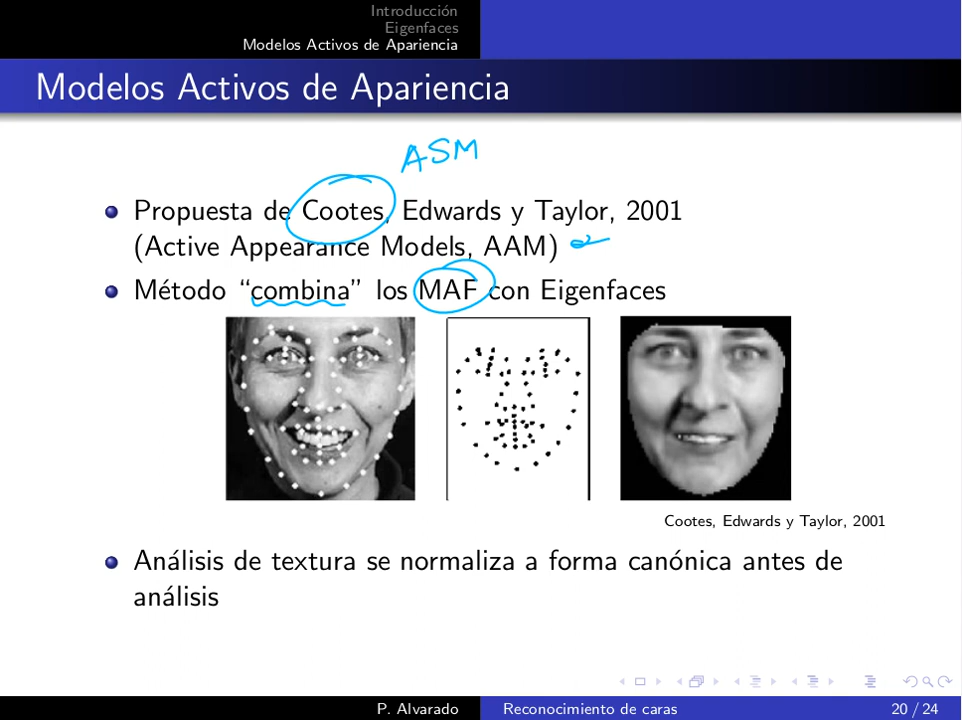 Introducción
Eigenfaces
Modelos Activos de Apariencia
Modelos Activos de Apariencia
ASM
Propuesta de Cootes, Edwards y Taylor, 2001
(Active Appearance Models, AAM)
Método “combina” los MAF con Eigenfaces
Cootes, Edwards y Taylor, 2001
Análisis de textura se normaliza a forma canónica antes de
análisis
P. Alvarado Reconocimiento de caras 20 / 24